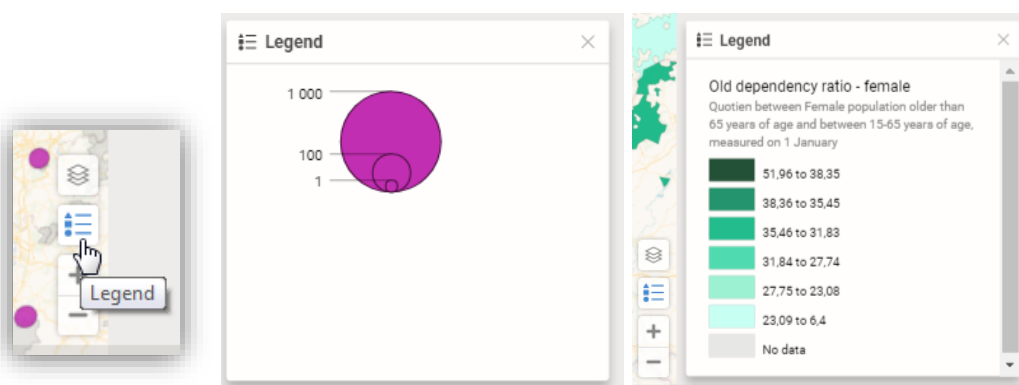 Legend
Legend
1 000
100
1
Legend
Old dependency ratio - female
Quotien between Female population older than
65 years of age and between 15-65 years of age,
measured on 1 January
51,96 to 38,35
38,36 to 35,45
35,46 to 31,83
31,84 to 27,74
27,75 to 23,08
23,09 to 6,4
No data